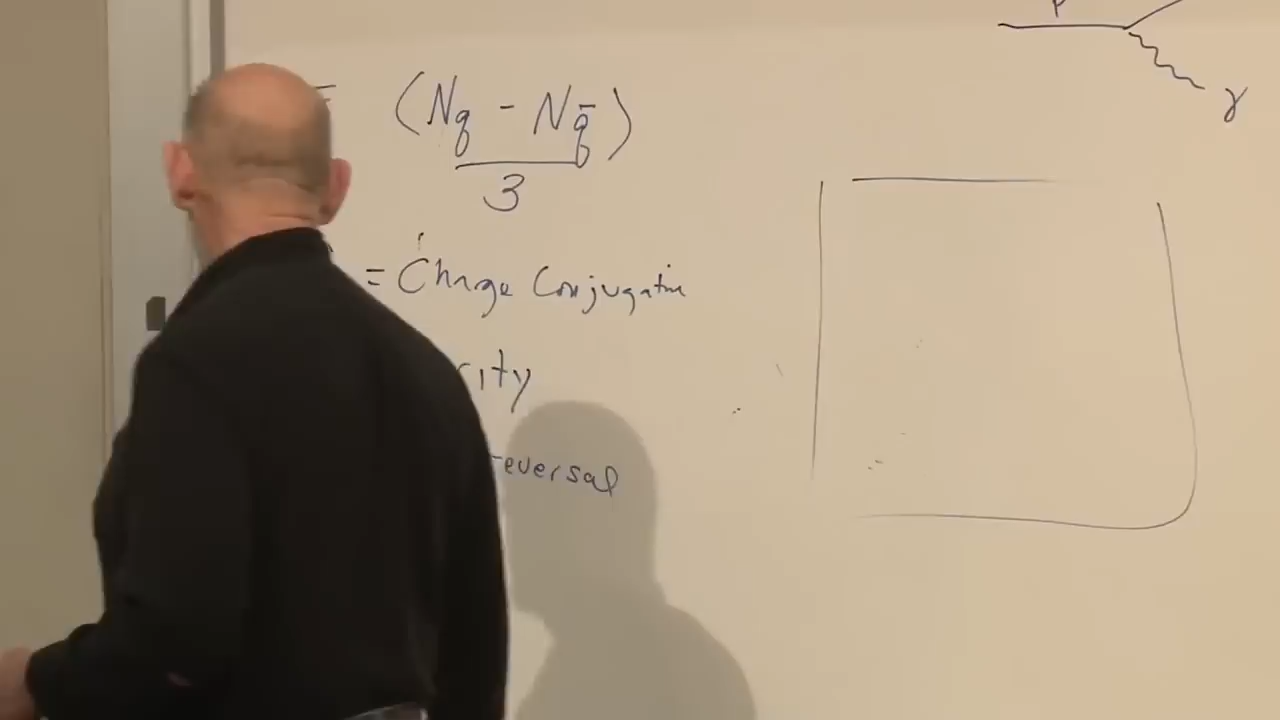 P
γ
= (Nq - Nq̄)
3
= Charge Conjugation
rity
reversal